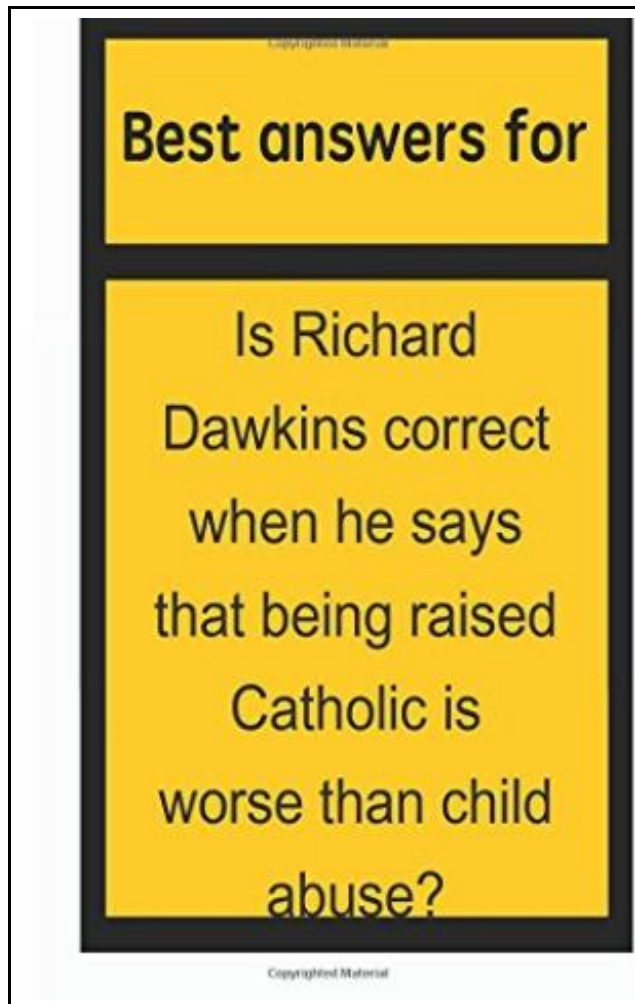 Copyrighted Material
Best answers for
Is Richard
Dawkins correct
when he says
that being raised
Catholic is
worse than child
abuse?
Copyrighted Material